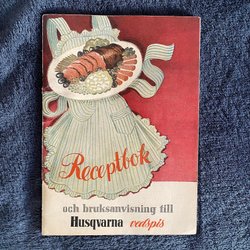 Receptbok
och bruksanvisning till
Husqvarna vedspis